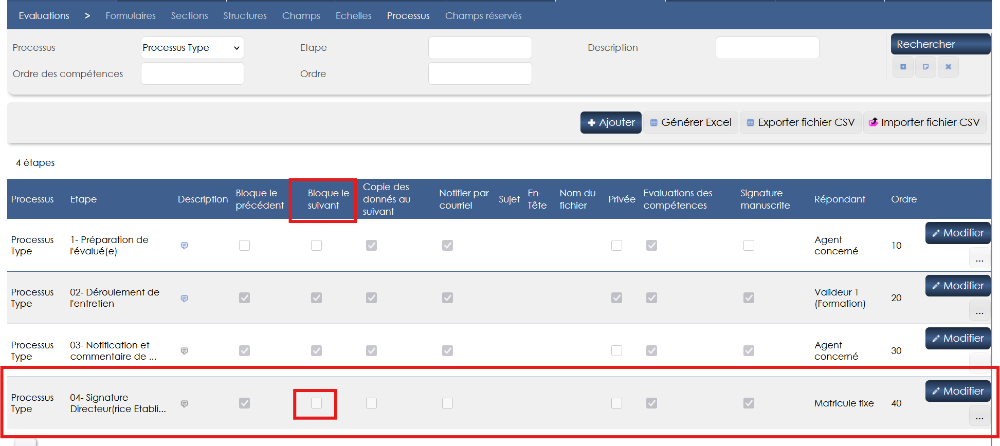 Evaluations > Formulaires Sections Structures Champs Echelles Processus Champs réservés
Processus Processus Type Etape Description Rechercher
Ordre des compétences Ordre
Ajouter Générer Excel Exporter fichier CSV Importer fichier CSV
4 étapes
Processus Etape Description Bloque le précédent Bloque le suivant Copie des donnés au suivant Notifier par courriel Sujet En-Tête Nom du fichier Privée Evaluations des compétences Signature manuscrite Répondant Ordre
Processus Type 1- Préparation de l'évalué(e) Agent concerné 10 Modifier
...
Processus Type 02- Déroulement de l'entretien Valideur 1 (Formation) 20 Modifier
...
Processus Type 03- Notification et commentaire de ... Agent concerné 30 Modifier
Processus Type 04- Signature Directeur(rice Etabli... Matricule fixe 40 Modifier
...